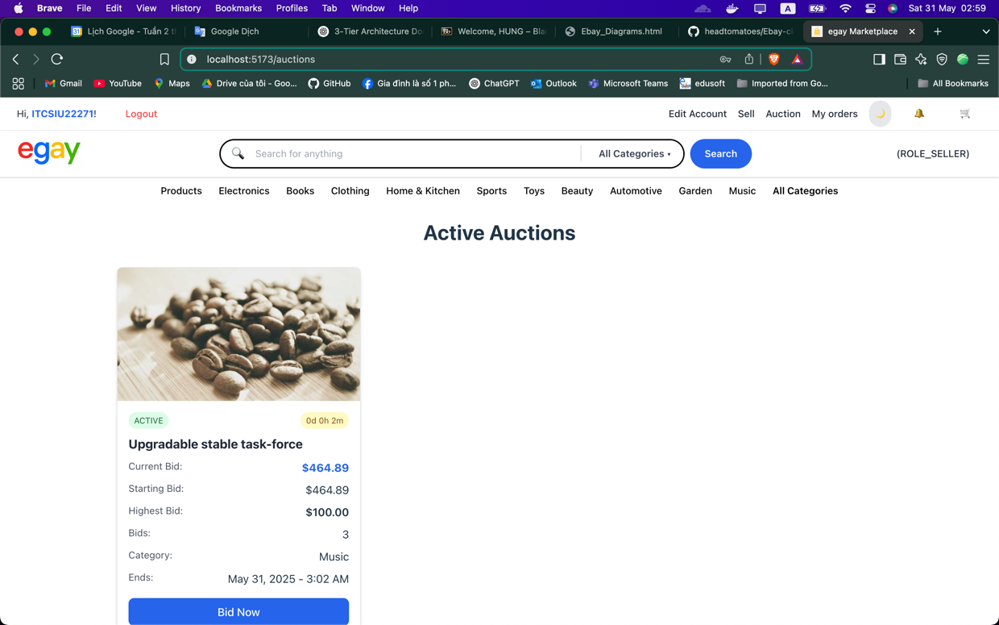 Brave File Edit View History Bookmarks Profiles Tab Window Help A Sat 31 May 02:59
31 Lịch Google - Tuần 2 t Google Dịch 3-Tier Architecture Do Bb Welcome, HUNG – Bla Ebay_Diagrams.html headtomatoes/Ebay-cl egay Marketplace
localhost:5173/auctions
Gmail YouTube Maps Drive của tôi - Goo... GitHub Gia đình là số 1 ph... ChatGPT Outlook Microsoft Teams edusoft Imported from Go... All Bookmarks
Hi, ITCSIU22271! Logout Edit Account Sell Auction My orders
egay Search for anything All Categories Search (ROLE_SELLER)
Products Electronics Books Clothing Home & Kitchen Sports Toys Beauty Automotive Garden Music All Categories
Active Auctions
ACTIVE 0d 0h 2m
Upgradable stable task-force
Current Bid: $464.89
Starting Bid: $464.89
Highest Bid: $100.00
Bids: 3
Category: Music
Ends: May 31, 2025 - 3:02 AM
Bid Now